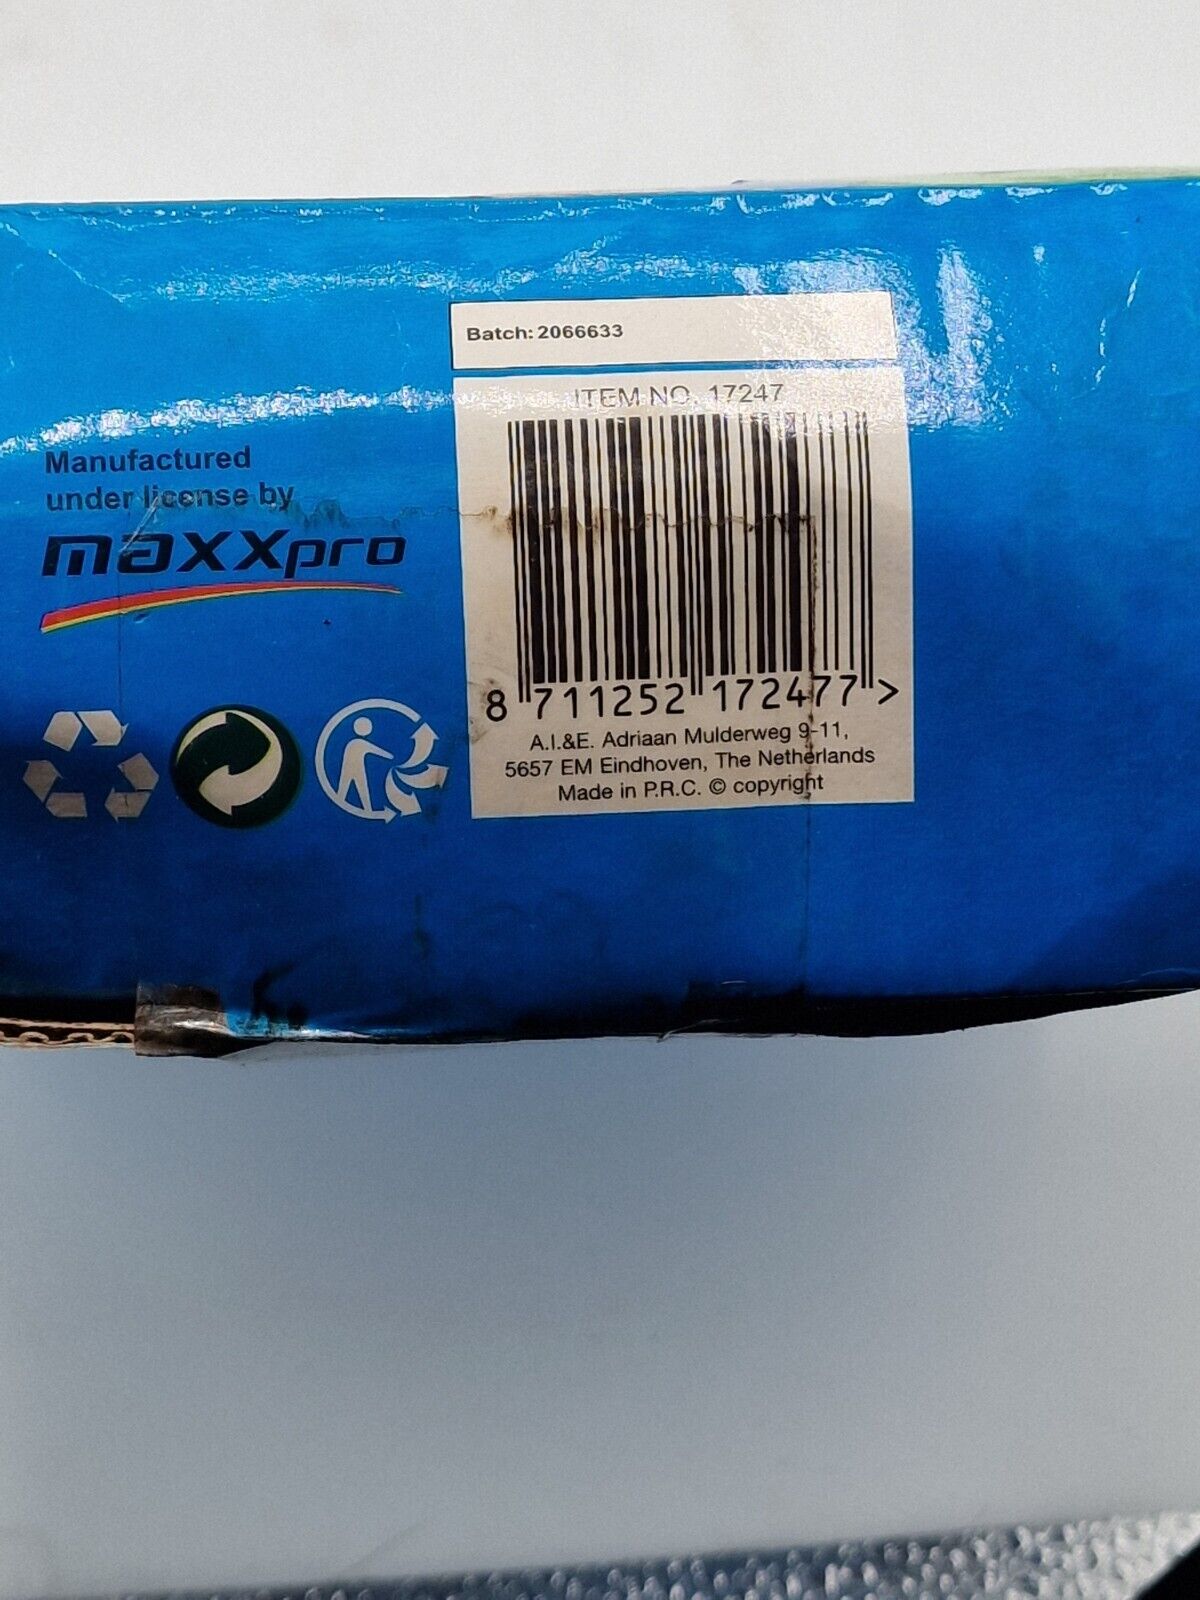 Batch: 2066633
ITEM NO. 17247
Manufactured
under license by
maxxpro
8 711252 172477 >
A.I.&E. Adriaan Mulderweg 9-11,
5657 EM Eindhoven, The Netherlands
Made in P.R.C. © copyright